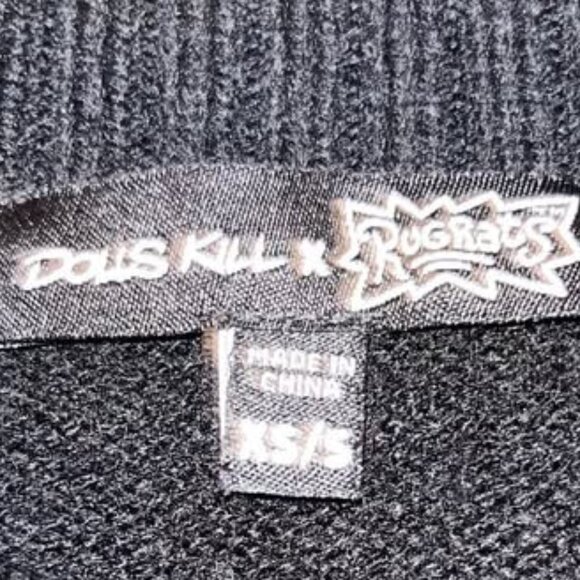 DOLLS KILL x RUGRATS
MADE IN
CHINA
XS/S